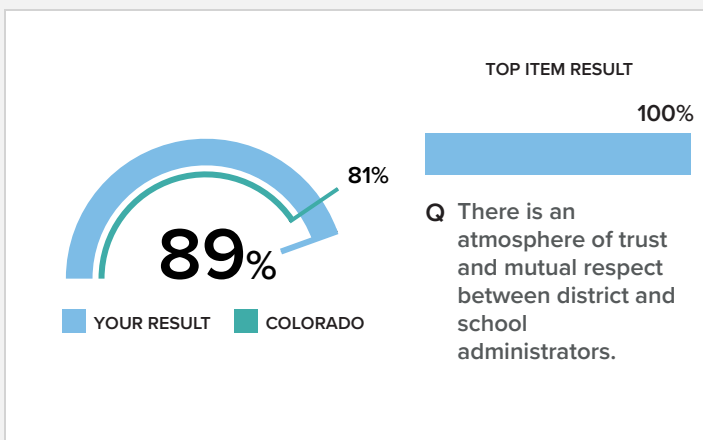 TOP ITEM RESULT
100%
81%
89%
YOUR RESULT
COLORADO
Q There is an
atmosphere of trust
and mutual respect
between district and
school
administrators.